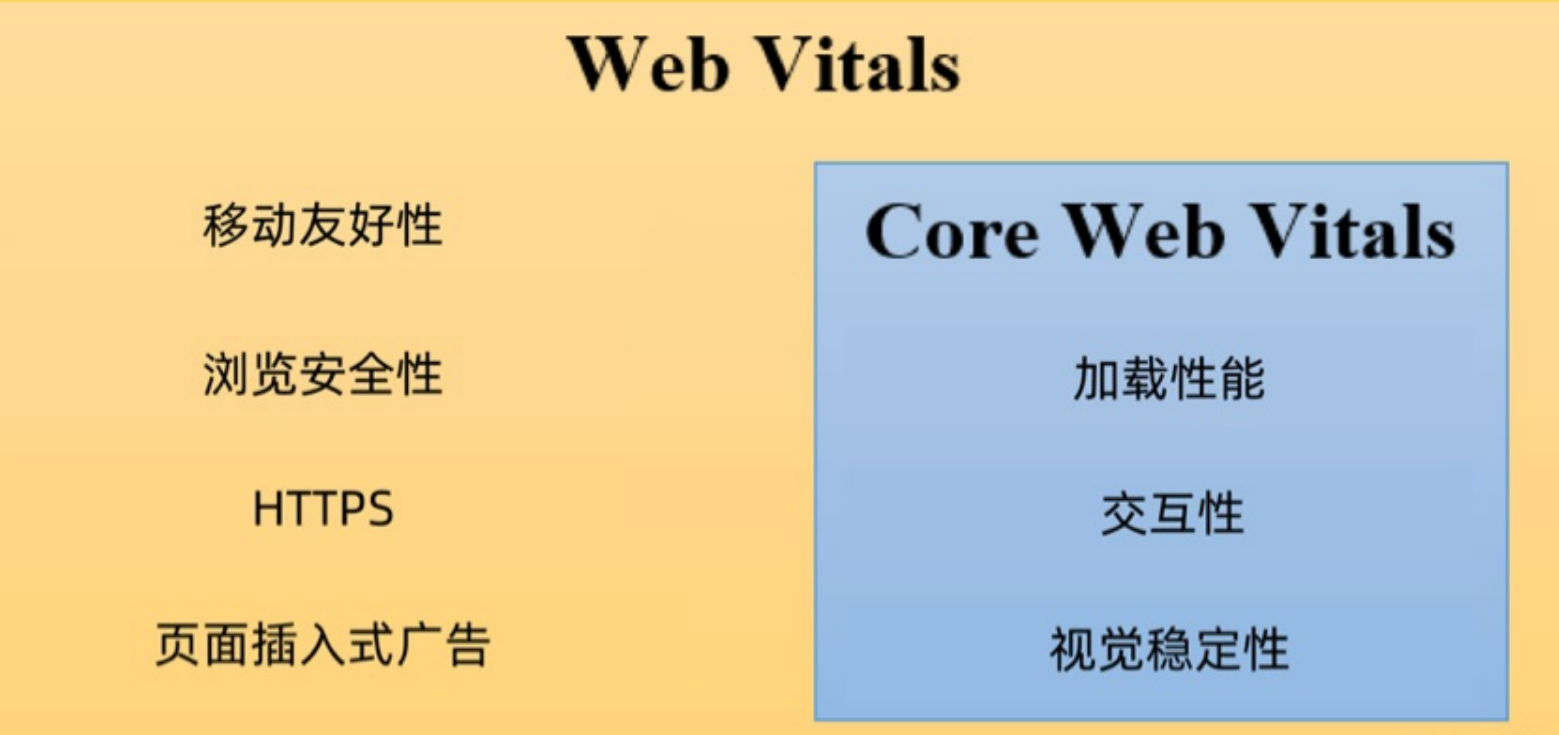 Web Vitals
移动友好性
浏览安全性
HTTPS
页面插入式广告
Core Web Vitals
加载性能
交互性
视觉稳定性